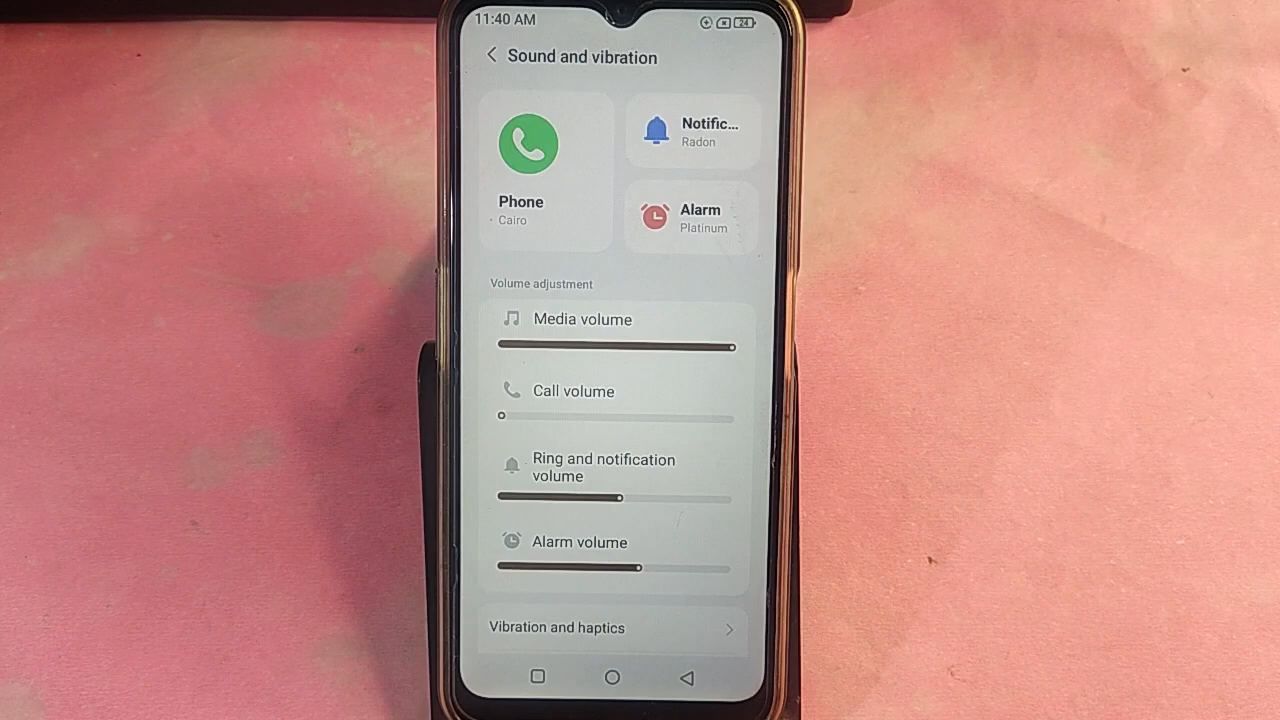 11:40 AM
24
Sound and vibration
Phone
Cairo
Notific...
Radon
Alarm
Platinum
Volume adjustment
Media volume
Call volume
Ring and notification
volume
Alarm volume
Vibration and haptics